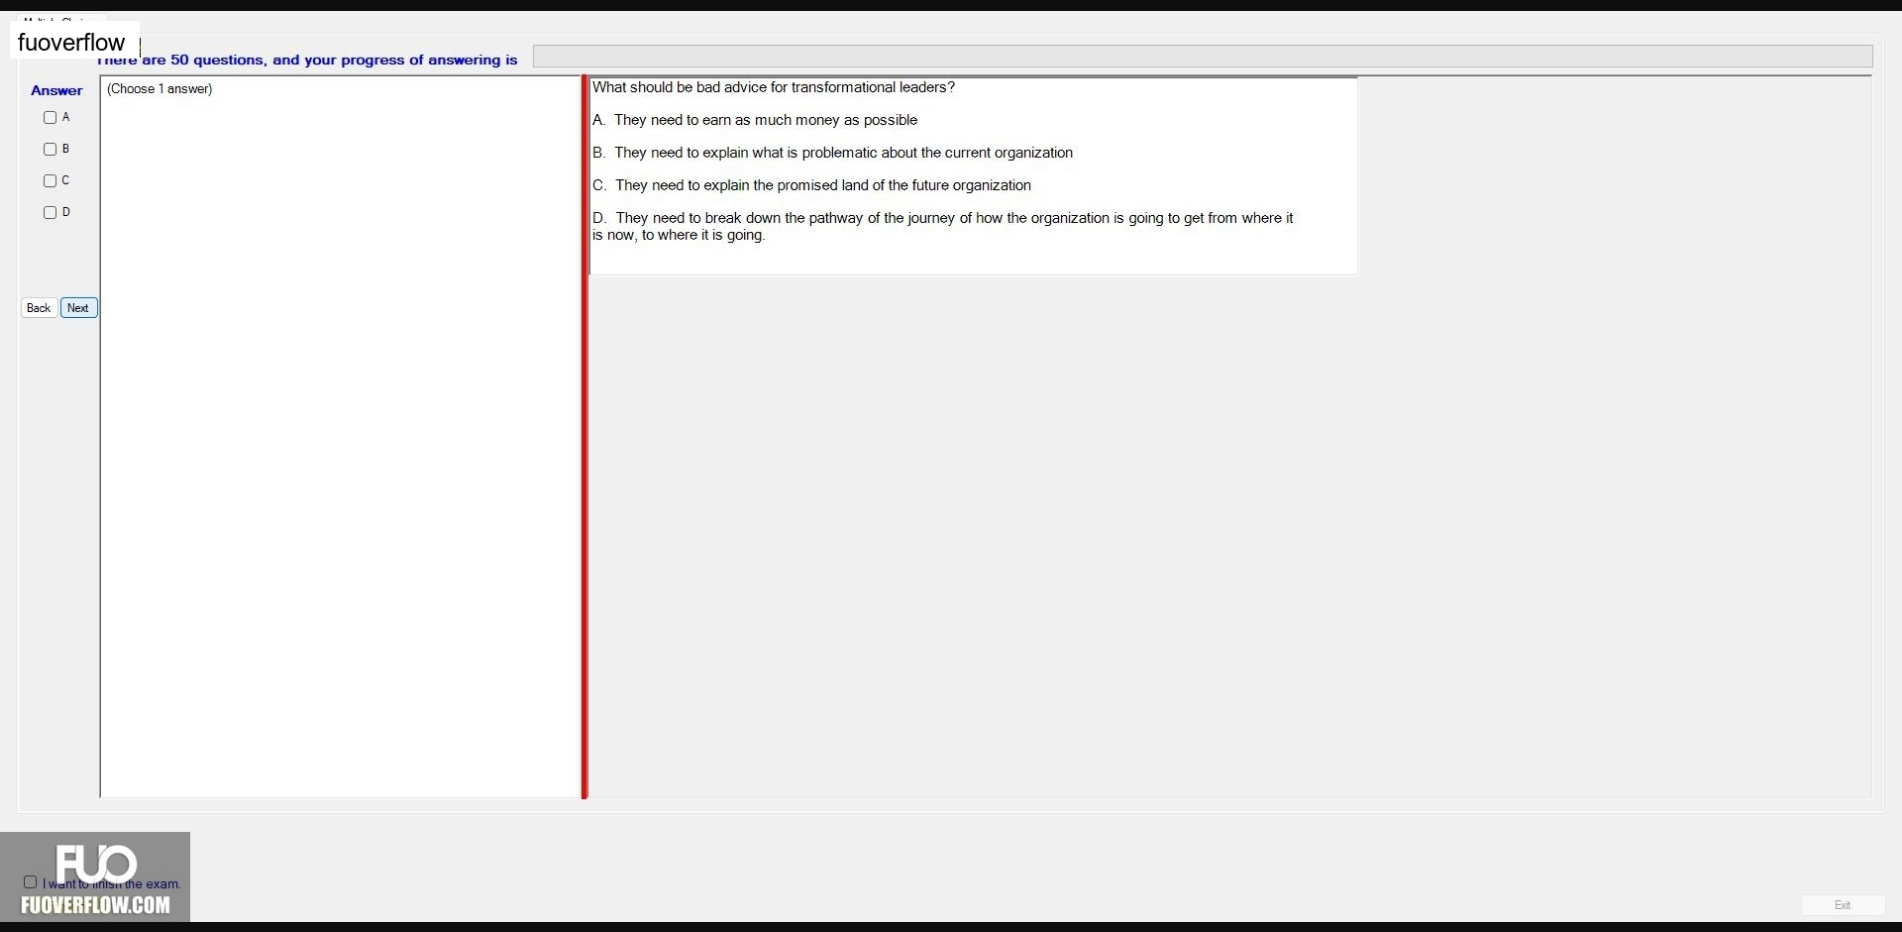 fuoverflow
There are 50 questions, and your progress of answering is
Answer
A
B
C
D
Back
Next
(Choose 1 answer)
What should be bad advice for transformational leaders?
A. They need to earn as much money as possible
B. They need to explain what is problematic about the current organization
C. They need to explain the promised land of the future organization
D. They need to break down the pathway of the journey of how the organization is going to get from where it
is now, to where it is going.
FUO
I want to finish the exam.
FUOVERFLOW.COM
Exit